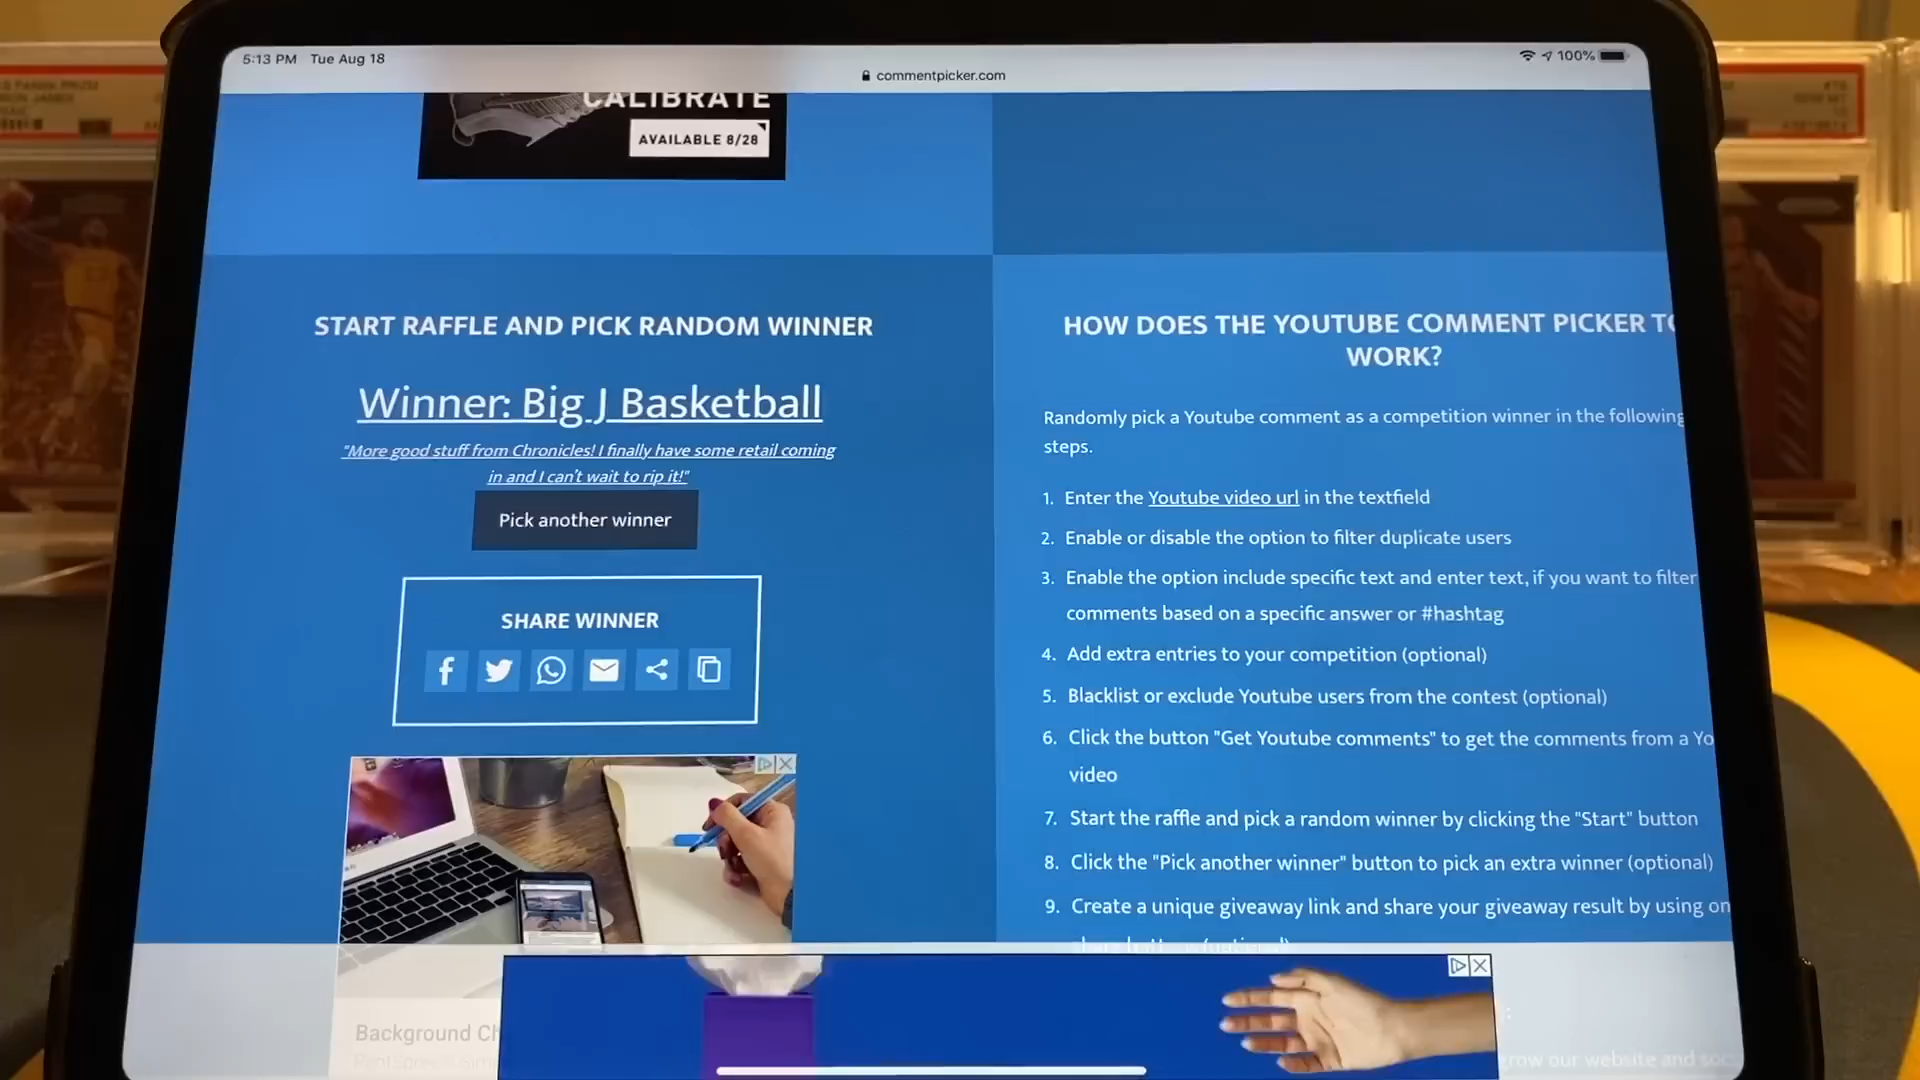 5:13 PM Tue Aug 18
100%
commentpicker.com
CALIBRATE
AVAILABLE 8/28
START RAFFLE AND PICK RANDOM WINNER
Winner: Big J Basketball
"More good stuff from Chronicles! I finally have some retail coming
in and I can't wait to rip it!"
Pick another winner
SHARE WINNER
Background Ch
HOW DOES THE YOUTUBE COMMENT PICKER TO
WORK?
Randomly pick a Youtube comment as a competition winner in the following
steps.
1. Enter the Youtube video url in the textfield
2. Enable or disable the option to filter duplicate users
3. Enable the option include specific text and enter text, if you want to filter
comments based on a specific answer or #hashtag
4. Add extra entries to your competition (optional)
5. Blacklist or exclude Youtube users from the contest (optional)
6. Click the button "Get Youtube comments" to get the comments from a Yo
video
7. Start the raffle and pick a random winner by clicking the "Start" button
8. Click the "Pick another winner" button to pick an extra winner (optional)
9. Create a unique giveaway link and share your giveaway result by using on
grow our website and soc